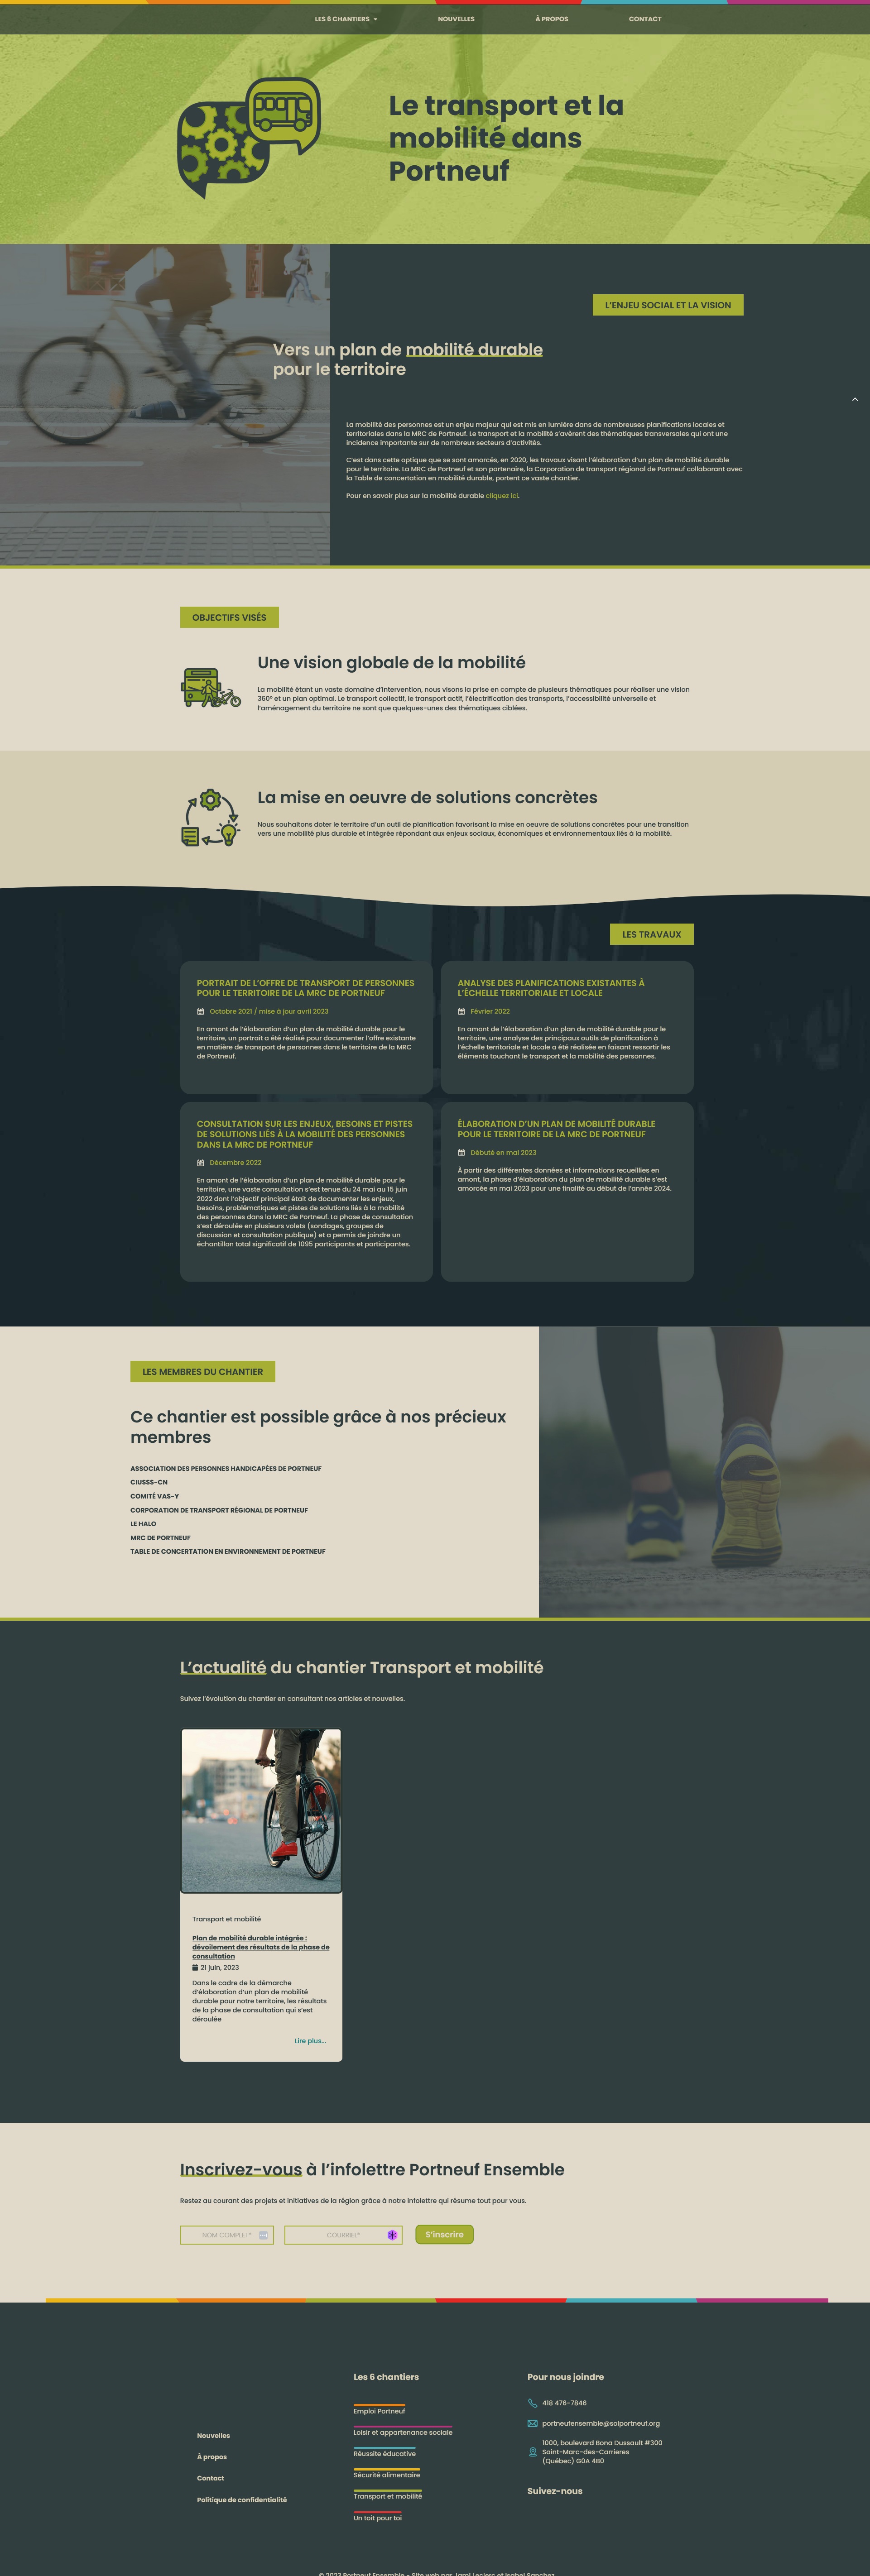 LES 6 CHANTIERS
NOUVELLES
À PROPOS
CONTACT
Le transport et la
mobilité dans
Portneuf
L'ENJEU SOCIAL ET LA VISION
Vers un plan de mobilité durable
pour le territoire
La mobilité des personnes est un enjeu majeur qui est mis en lumière dans de nombreuses planifications locales et
territoriales dans la MRC de Portneuf. Le transport et la mobilité s'avèrent des thématiques transversales qui ont une
incidence importante sur de nombreux secteurs d'activités.
C'est dans cette optique que se sont amorcés, en 2020, les travaux visant l'élaboration d'un plan de mobilité durable
pour le territoire. La MRC de Portneuf et son partenaire, la Corporation de transport régional de Portneuf collaborant avec
la Table de concertation en mobilité durable, portent ce vaste chantier.
Pour en savoir plus sur la mobilité durable cliquez ici.
OBJECTIFS VISÉS
Une vision globale de la mobilité
La mobilité étant un vaste domaine d'intervention, nous visons la prise en compte de plusieurs thématiques pour réaliser une vision
360° et un plan optimal. Le transport collectif, le transport actif, l'électrification des transports, l'accessibilité universelle et
l'aménagement du territoire ne sont que quelques-unes des thématiques ciblées.
La mise en oeuvre de solutions concrètes
Nous souhaitons doter le territoire d'un outil de planification favorisant la mise en oeuvre de solutions concrètes pour une transition
vers une mobilité plus durable et intégrée répondant aux enjeux sociaux, économiques et environnementaux liés à la mobilité.
LES TRAVAUX
PORTRAIT DE L'OFFRE DE TRANSPORT DE PERSONNES
POUR LE TERRITOIRE DE LA MRC DE PORTNEUF
Octobre 2021 / mise à jour avril 2023
En amont de l'élaboration d'un plan de mobilité durable pour le
territoire, un portrait a été réalisé pour documenter l'offre existante
en matière de transport de personnes dans le territoire de la MRC
de Portneuf.
ANALYSE DES PLANIFICATIONS EXISTANTES À
L'ÉCHELLE TERRITORIALE ET LOCALE
Février 2022
En amont de l'élaboration d'un plan de mobilité durable pour le
territoire, une analyse des principaux outils de planification à
l'échelle territoriale et locale a été réalisée en faisant ressortir les
éléments touchant le transport et la mobilité des personnes.
CONSULTATION SUR LES ENJEUX, BESOINS ET PISTES
DE SOLUTIONS LIÉS À LA MOBILITÉ DES PERSONNES
DANS LA MRC DE PORTNEUF
Décembre 2022
En amont de l'élaboration d'un plan de mobilité durable pour le
territoire, une vaste consultation s'est tenue du 24 mai au 15 juin
2022 dont l'objectif principal était de documenter les enjeux,
besoins, problématiques et pistes de solutions liés à la mobilité
des personnes dans la MRC de Portneuf. La phase de consultation
s'est déroulée en plusieurs volets (sondages, groupes de
discussion et consultation publique) et a permis de joindre un
échantillon total significatif de 1095 participants et participantes.
ÉLABORATION D'UN PLAN DE MOBILITÉ DURABLE
POUR LE TERRITOIRE DE LA MRC DE PORTNEUF
Débuté en mai 2023
À partir des différentes données et informations recueillies en
amont, la phase d'élaboration du plan de mobilité durable s'est
amorcée en mai 2023 pour une finalité au début de l'année 2024.
LES MEMBRES DU CHANTIER
Ce chantier est possible grâce à nos précieux
membres
ASSOCIATION DES PERSONNES HANDICAPÉES DE PORTNEUF
CIUSSS-CN
COMITÉ VAS-Y
CORPORATION DE TRANSPORT RÉGIONAL DE PORTNEUF
LE HALO
MRC DE PORTNEUF
TABLE DE CONCERTATION EN ENVIRONNEMENT DE PORTNEUF
L'actualité du chantier Transport et mobilité
Suivez l'évolution du chantier en consultant nos articles et nouvelles.
Transport et mobilité
Plan de mobilité durable intégrée :
dévoilement des résultats de la phase de
consultation
21 juin, 2023
Dans le cadre de la démarche
d'élaboration d'un plan de mobilité
durable pour notre territoire, les résultats
de la phase de consultation qui s'est
déroulée
Lire plus...
Inscrivez-vous à l'infolettre Portneuf Ensemble
Restez au courant des projets et initiatives de la région grâce à notre infolettre qui résume tout pour vous.
NOM COMPLET*
COURRIEL*
S'inscrire
Nouvelles
À propos
Contact
Politique de confidentialité
Les 6 chantiers
Emploi Portneuf
Loisir et appartenance sociale
Réussite éducative
Sécurité alimentaire
Transport et mobilité
Un toit pour toi
Pour nous joindre
418 476-7846
portneufensemble@solportneuf.org
1000, boulevard Bona Dussault #300
Saint-Marc-des-Carrieres
(Québec) G0A 4B0
Suivez-nous
© 2023 Portneuf Ensemble - Site web par Jami Leclerc et Isabel Sanchez